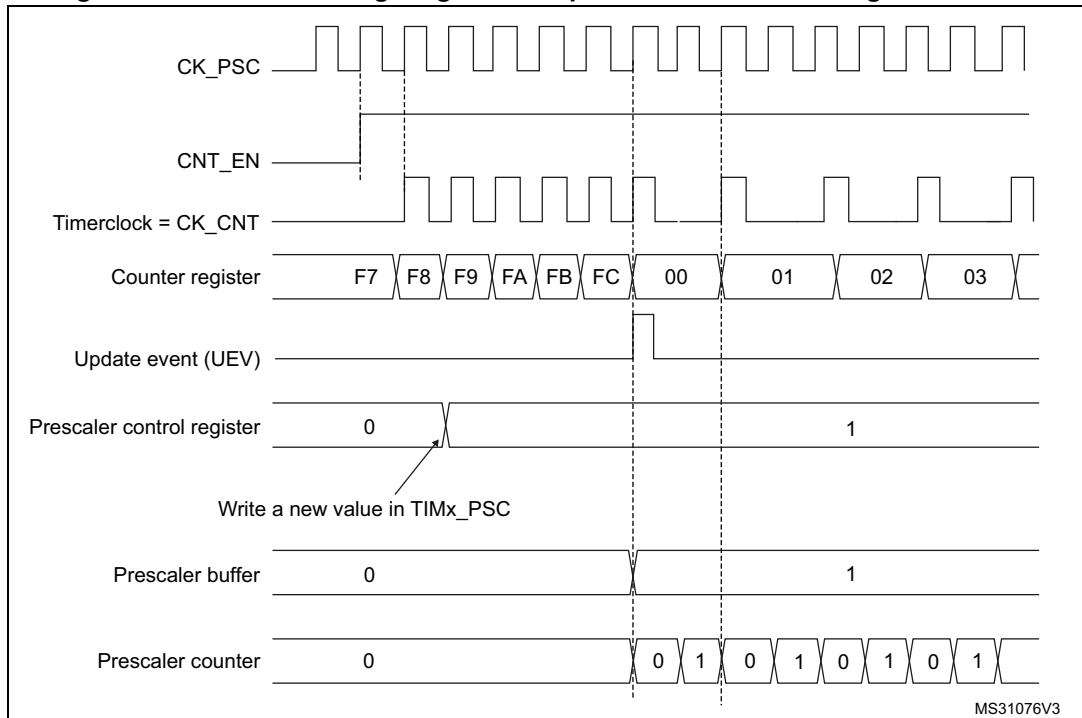 CK_PSC
CNT_EN
Timerclock = CK_CNT
Counter register F7 F8 F9 FA FB FC 00 01 02 03
Update event (UEV)
Prescaler control register 0 1
Write a new value in TIMx_PSC
Prescaler buffer 0 1
Prescaler counter 0 0 1 0 1 0 1 0 1
MS31076V3